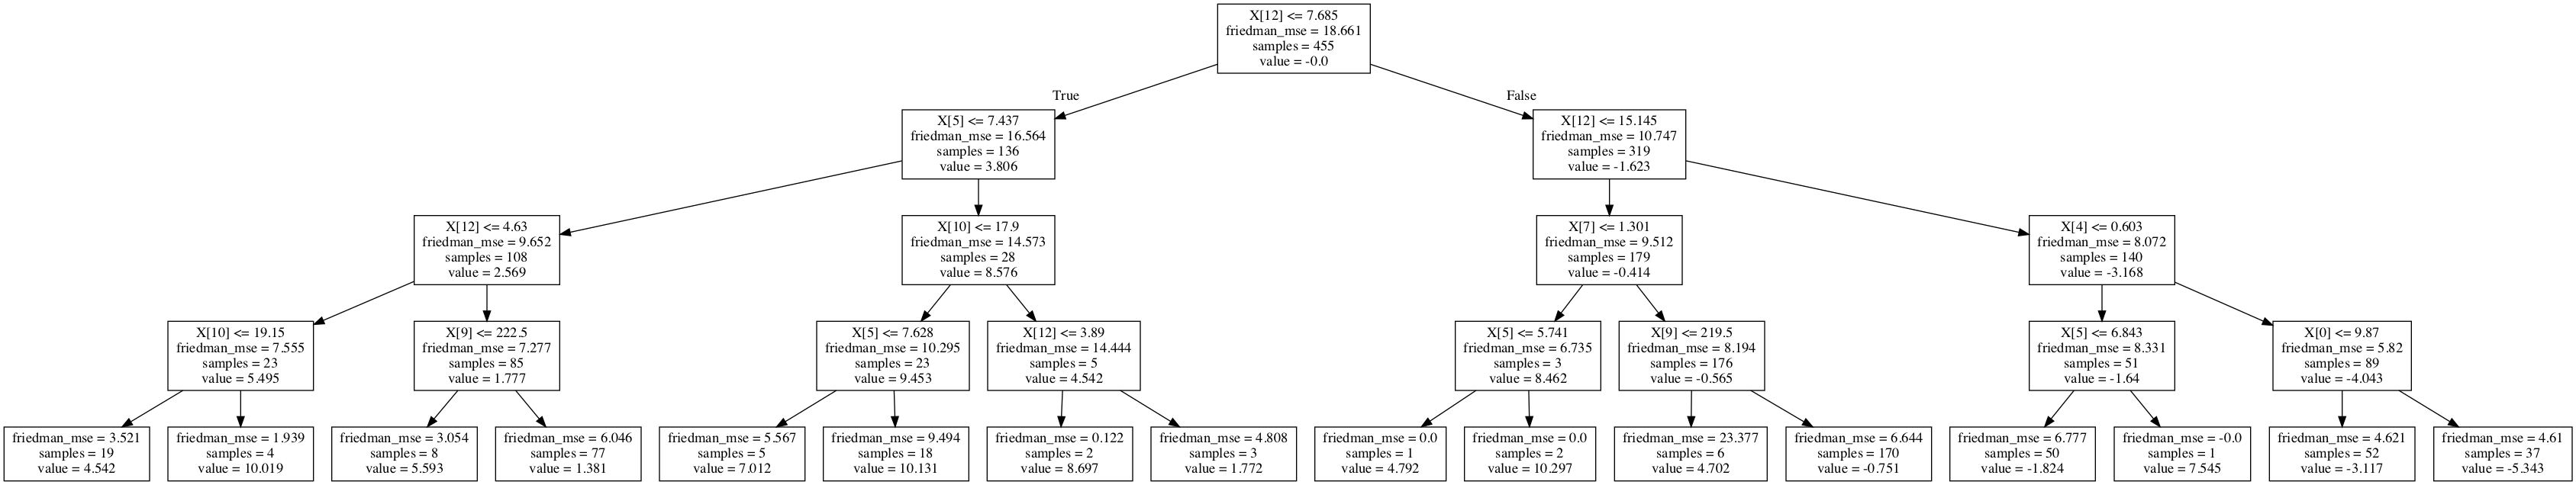 X[12] <= 7.685
friedman_mse = 18.661
samples = 455
value = -0.0
True
False
X[5] <= 7.437
friedman_mse = 16.564
samples = 136
value = 3.806
X[12] <= 15.145
friedman_mse = 10.747
samples = 319
value = -1.623
X[12] <= 4.63
friedman_mse = 9.652
samples = 108
value = 2.569
X[10] <= 17.9
friedman_mse = 14.573
samples = 28
value = 8.576
X[7] <= 1.301
friedman_mse = 9.512
samples = 179
value = -0.414
X[4] <= 0.603
friedman_mse = 8.072
samples = 140
value = -3.168
X[10] <= 19.15
friedman_mse = 7.555
samples = 23
value = 5.495
X[9] <= 222.5
friedman_mse = 7.277
samples = 85
value = 1.777
X[5] <= 7.628
friedman_mse = 10.295
samples = 23
value = 9.453
X[12] <= 3.89
friedman_mse = 14.444
samples = 5
value = 4.542
X[5] <= 5.741
friedman_mse = 6.735
samples = 3
value = 8.462
X[9] <= 219.5
friedman_mse = 8.194
samples = 176
value = -0.565
X[5] <= 6.843
friedman_mse = 8.331
samples = 51
value = -1.64
X[0] <= 9.87
friedman_mse = 5.82
samples = 89
value = -4.043
friedman_mse = 3.521
samples = 19
value = 4.542
friedman_mse = 1.939
samples = 4
value = 10.019
friedman_mse = 3.054
samples = 8
value = 5.593
friedman_mse = 6.046
samples = 77
value = 1.381
friedman_mse = 5.567
samples = 5
value = 7.012
friedman_mse = 9.494
samples = 18
value = 10.131
friedman_mse = 0.122
samples = 2
value = 8.697
friedman_mse = 4.808
samples = 3
value = 1.772
friedman_mse = 0.0
samples = 1
value = 4.792
friedman_mse = 0.0
samples = 2
value = 10.297
friedman_mse = 23.377
samples = 6
value = 4.702
friedman_mse = 6.644
samples = 170
value = -0.751
friedman_mse = 6.777
samples = 50
value = -1.824
friedman_mse = -0.0
samples = 1
value = 7.545
friedman_mse = 4.621
samples = 52
value = -3.117
friedman_mse = 4.61
samples = 37
value = -5.343